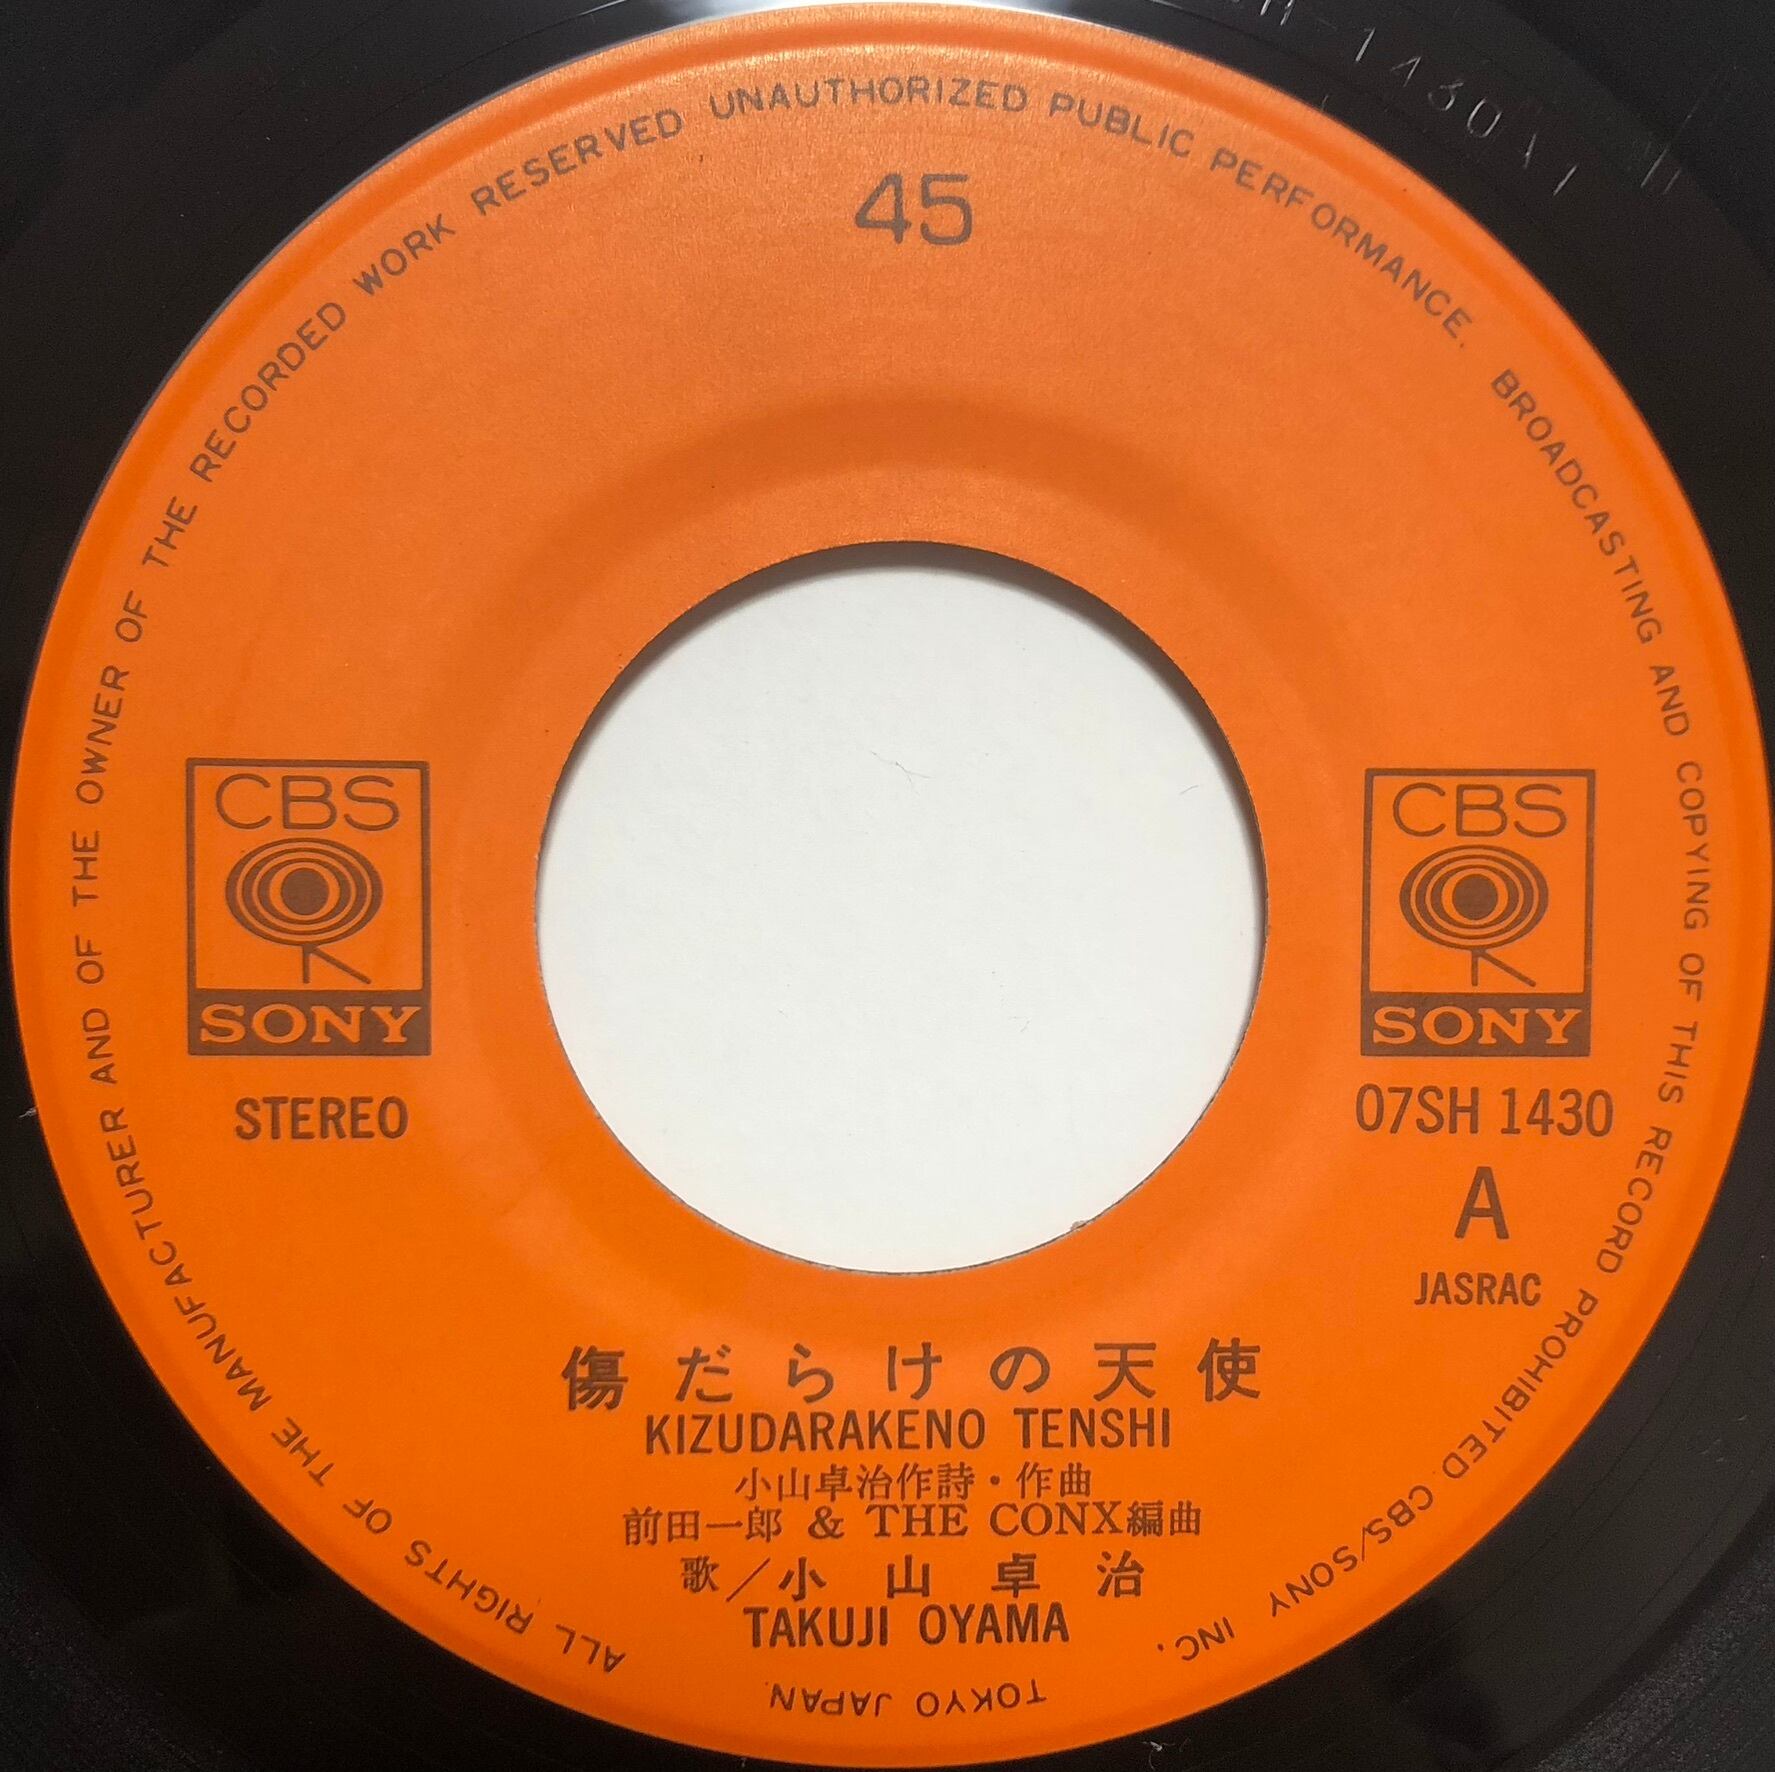 ALL RIGHTS OF THE MANUFACTURER AND OF THE OWNER OF THE RECORDED WORK RESERVED UNAUTHORIZED PUBLIC PERFORMANCE. BROADCASTING AND COPYING OF THIS RECORD PROHIBITED CBS/SONY INC.
TOKYO JAPAN
45
CBS
SONY
STEREO
CBS
SONY
07SH 1430
A
JASRAC
傷だらけの天使
KIZUDARAKENO TENSHI
小山卓治作詩・作曲
前田一郎 & THE CONX編曲
歌／小山卓治
TAKUJI OYAMA